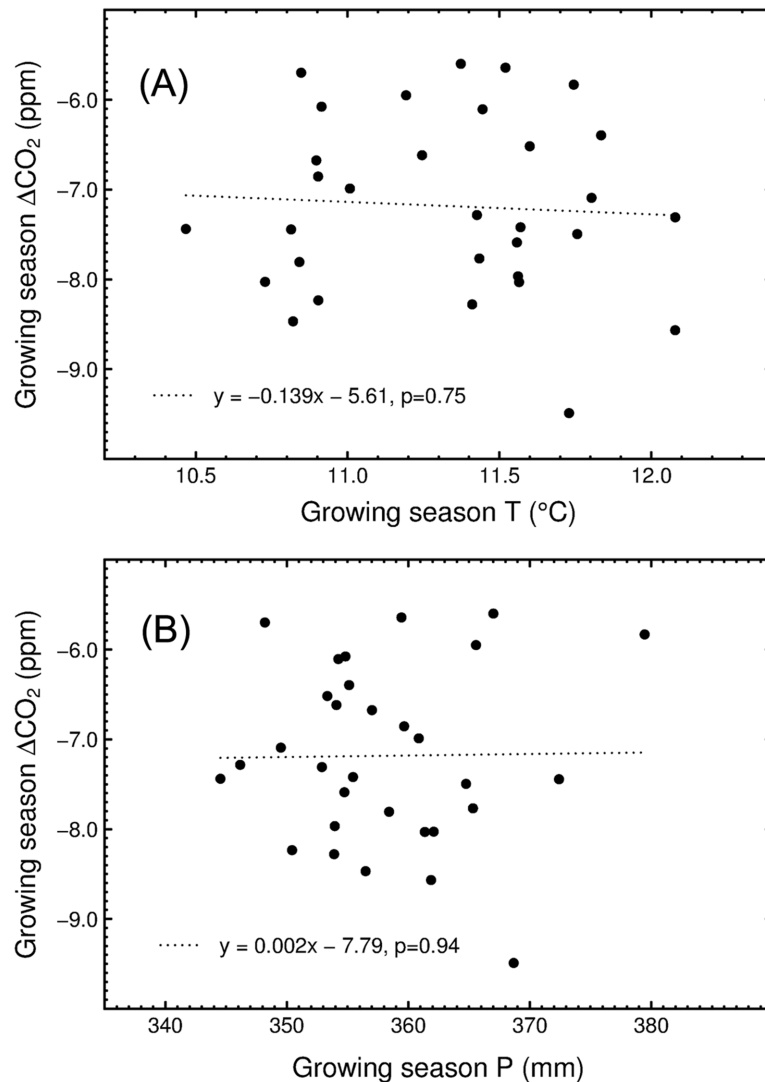 (A)
Growing season ΔCO₂ (ppm)
−6.0
−7.0
−8.0
−9.0
y = −0.139x − 5.61, p=0.75
10.5 11.0 11.5 12.0
Growing season T (°C)
(B)
Growing season ΔCO₂ (ppm)
−6.0
−7.0
−8.0
−9.0
y = 0.002x − 7.79, p=0.94
340 350 360 370 380
Growing season P (mm)